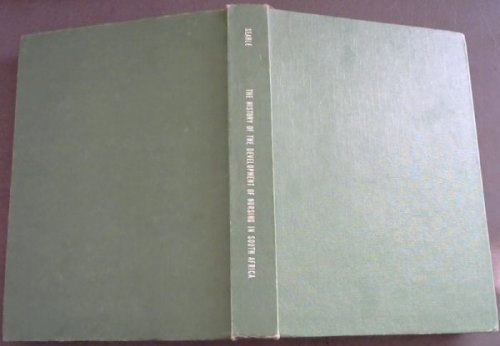 SEARLE
THE HISTORY OF THE DEVELOPMENT OF NURSING IN SOUTH AFRICA